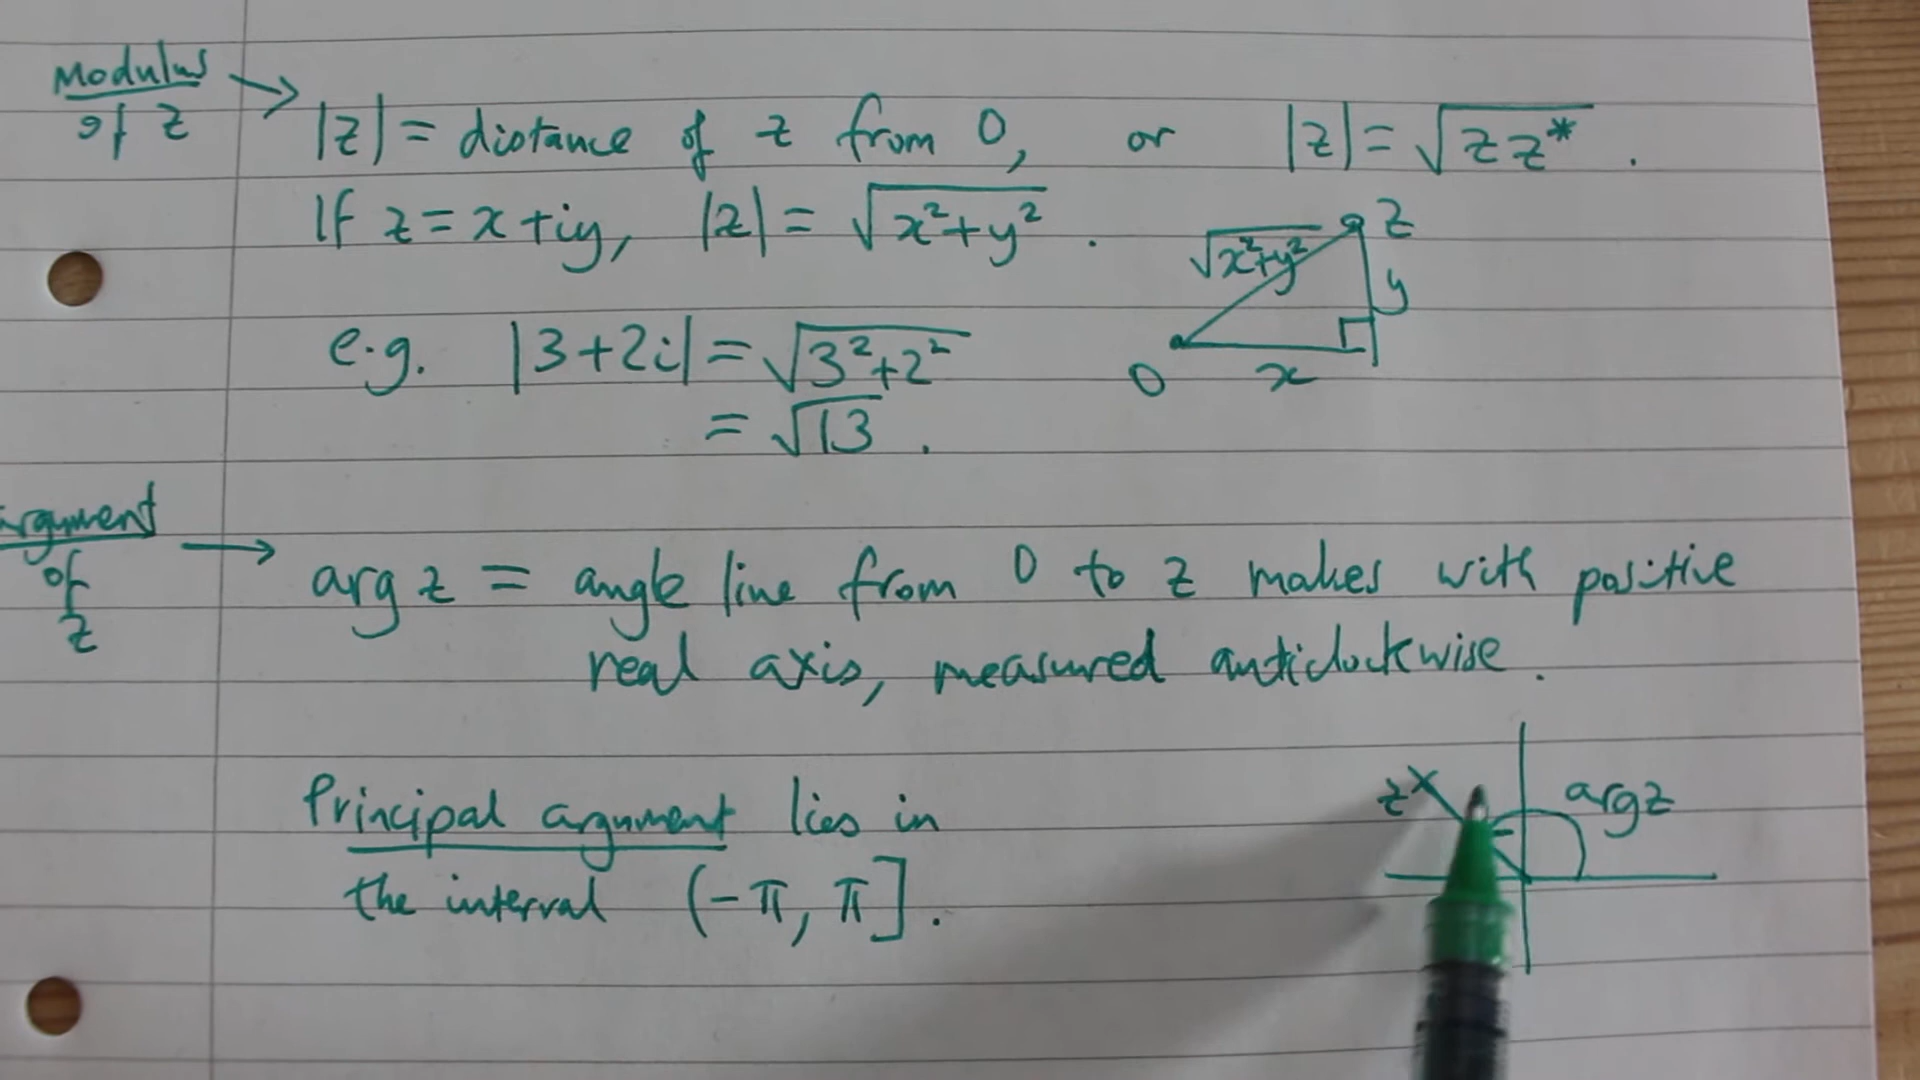 Modulus
of z
|z| = distance of z from 0, or |z| = √zz* .
If z = x + iy, |z| = √x²+y² .
√x²+y²
z
y
0
x
e.g. |3+2i| = √3²+2²
= √13 .
argument
of
z
arg z = angle line from 0 to z makes with positive
real axis, measured anticlockwise.
Principal argument lies in
the interval (-π, π].
z
arg z